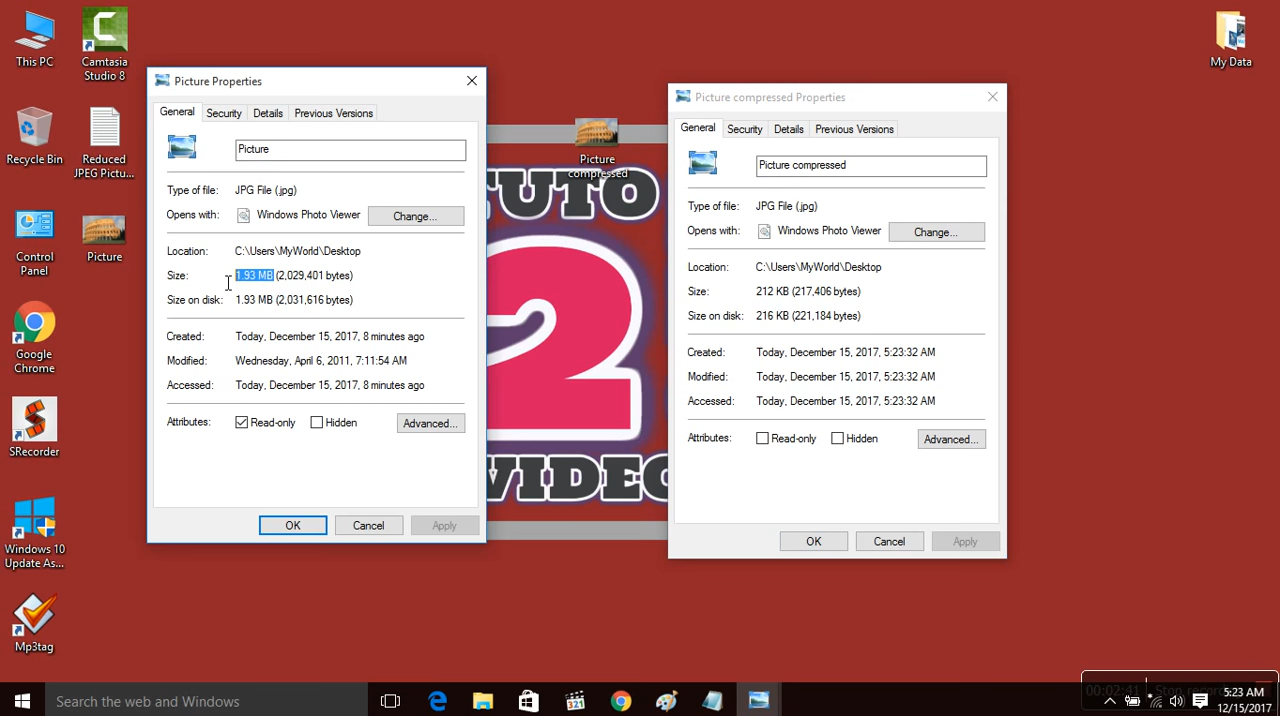 This PC
Camtasia
Studio 8
My Data
Recycle Bin
Reduced
JPEG Pictu...
Control
Panel
Picture
Google
Chrome
SRecorder
Windows 10
Update As...
Mp3tag
Picture
compressed
TUTO
2
VIDEO
Picture Properties
General
Security
Details
Previous Versions
Picture
Type of file: JPG File (.jpg)
Opens with: Windows Photo Viewer Change...
Location: C:\Users\MyWorld\Desktop
Size: 1.93 MB (2,029,401 bytes)
Size on disk: 1.93 MB (2,031,616 bytes)
Created: Today, December 15, 2017, 8 minutes ago
Modified: Wednesday, April 6, 2011, 7:11:54 AM
Accessed: Today, December 15, 2017, 8 minutes ago
Attributes: Read-only Hidden Advanced...
OK Cancel Apply
Picture compressed Properties
General
Security
Details
Previous Versions
Picture compressed
Type of file: JPG File (.jpg)
Opens with: Windows Photo Viewer Change...
Location: C:\Users\MyWorld\Desktop
Size: 212 KB (217,406 bytes)
Size on disk: 216 KB (221,184 bytes)
Created: Today, December 15, 2017, 5:23:32 AM
Modified: Today, December 15, 2017, 5:23:32 AM
Accessed: Today, December 15, 2017, 5:23:32 AM
Attributes: Read-only Hidden Advanced...
OK Cancel Apply
Search the web and Windows
321
00:02:41 Stop
5:23 AM
12/15/2017